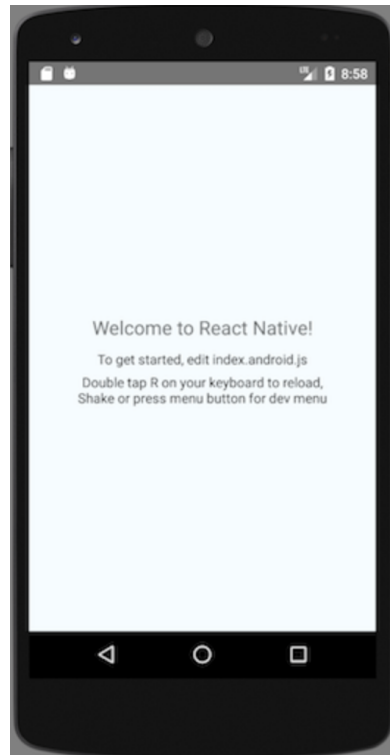 LTE 8:58
Welcome to React Native!
To get started, edit index.android.js
Double tap R on your keyboard to reload,
Shake or press menu button for dev menu